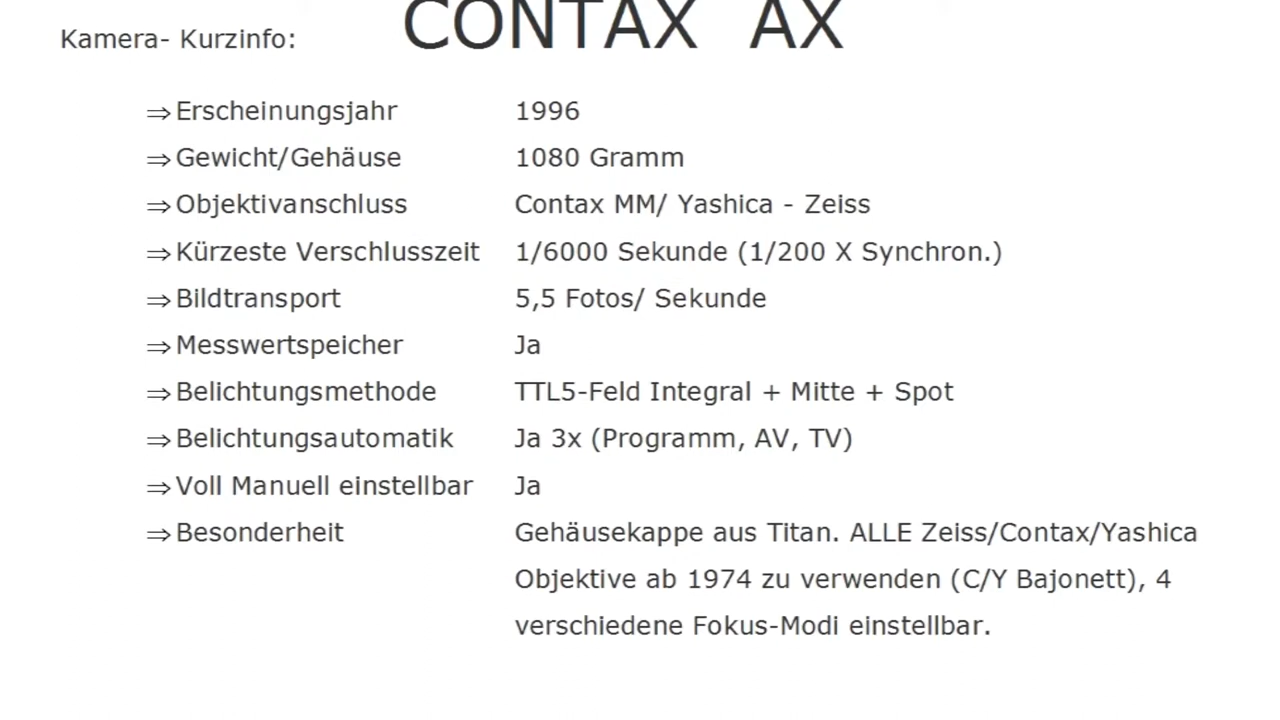 Kamera- Kurzinfo: CONTAX AX
⇒ Erscheinungsjahr 1996
⇒ Gewicht/Gehäuse 1080 Gramm
⇒ Objektivanschluss Contax MM/ Yashica - Zeiss
⇒ Kürzeste Verschlusszeit 1/6000 Sekunde (1/200 X Synchron.)
⇒ Bildtransport 5,5 Fotos/ Sekunde
⇒ Messwertspeicher Ja
⇒ Belichtungsmethode TTL5-Feld Integral + Mitte + Spot
⇒ Belichtungsautomatik Ja 3x (Programm, AV, TV)
⇒ Voll Manuell einstellbar Ja
⇒ Besonderheit Gehäusekappe aus Titan. ALLE Zeiss/Contax/Yashica
Objektive ab 1974 zu verwenden (C/Y Bajonett), 4
verschiedene Fokus-Modi einstellbar.